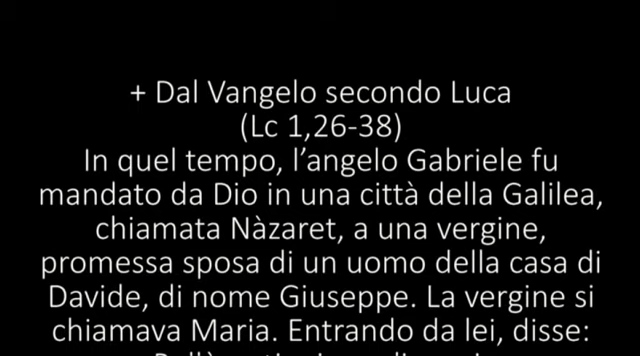 + Dal Vangelo secondo Luca
(Lc 1,26-38)
In quel tempo, l’angelo Gabriele fu
mandato da Dio in una città della Galilea,
chiamata Nàzaret, a una vergine,
promessa sposa di un uomo della casa di
Davide, di nome Giuseppe. La vergine si
chiamava Maria. Entrando da lei, disse: